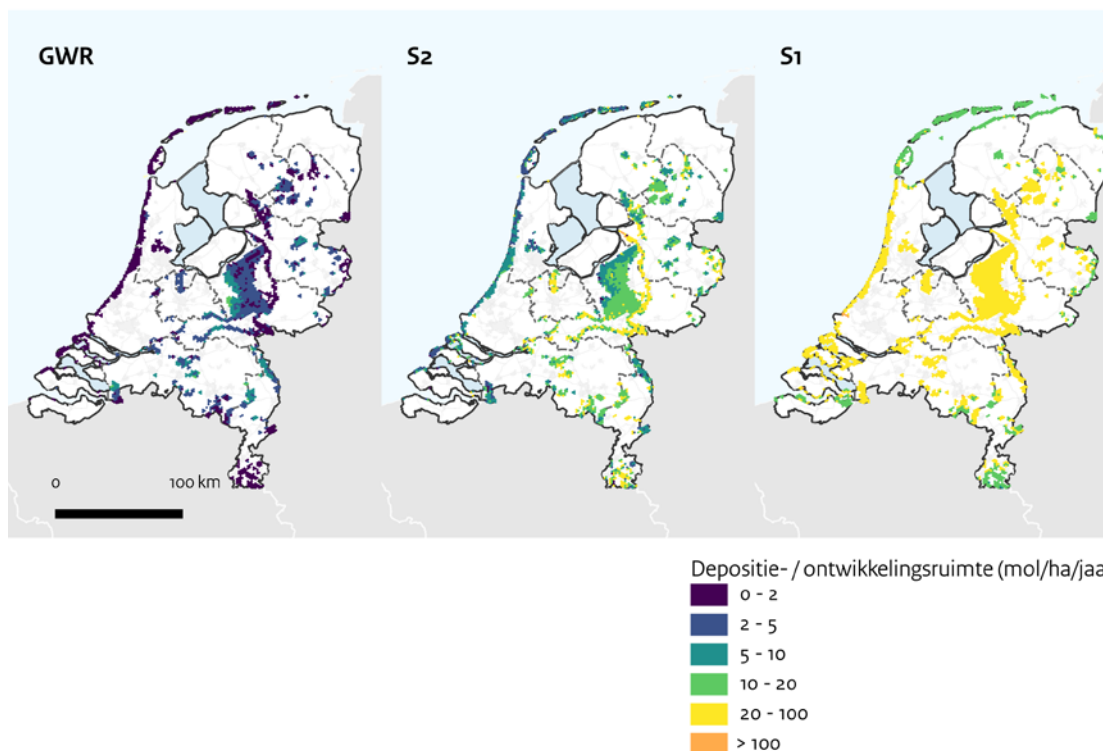 GWR
S2
S1
0 100 km
Depositie- / ontwikkelingsruimte (mol/ha/jaa
0 - 2
2 - 5
5 - 10
10 - 20
20 - 100
> 100